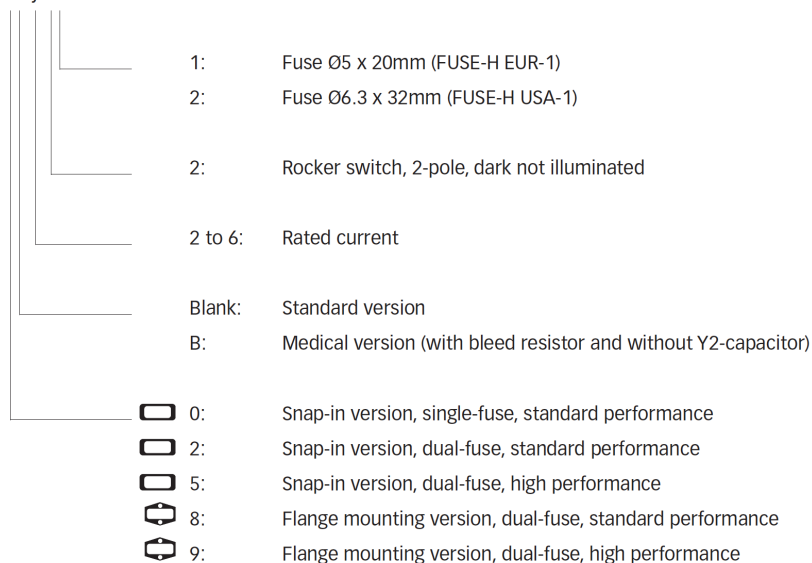 1: Fuse Ø5 x 20mm (FUSE-H EUR-1)
2: Fuse Ø6.3 x 32mm (FUSE-H USA-1)
2: Rocker switch, 2-pole, dark not illuminated
2 to 6: Rated current
Blank: Standard version
B: Medical version (with bleed resistor and without Y2-capacitor)
0: Snap-in version, single-fuse, standard performance
2: Snap-in version, dual-fuse, standard performance
5: Snap-in version, dual-fuse, high performance
8: Flange mounting version, dual-fuse, standard performance
9: Flange mounting version, dual-fuse, high performance